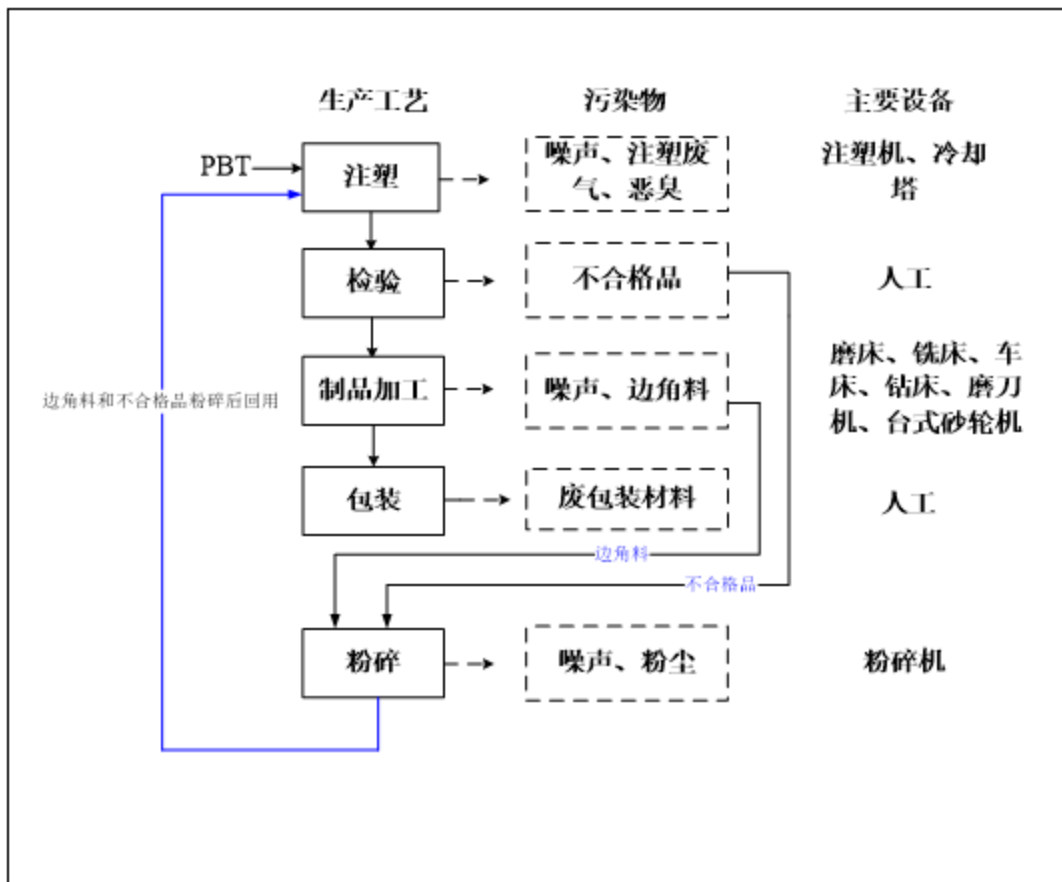 生产工艺 污染物 主要设备
PBT
注塑
噪声、注塑废
气、恶臭
注塑机、冷却
塔
检验
不合格品
人工
制品加工
噪声、边角料
磨床、铣床、车
床、钻床、磨刀
机、台式砂轮机
边角料和不合格品粉碎后回用
包装
废包装材料
人工
边角料
不合格品
粉碎
噪声、粉尘
粉碎机